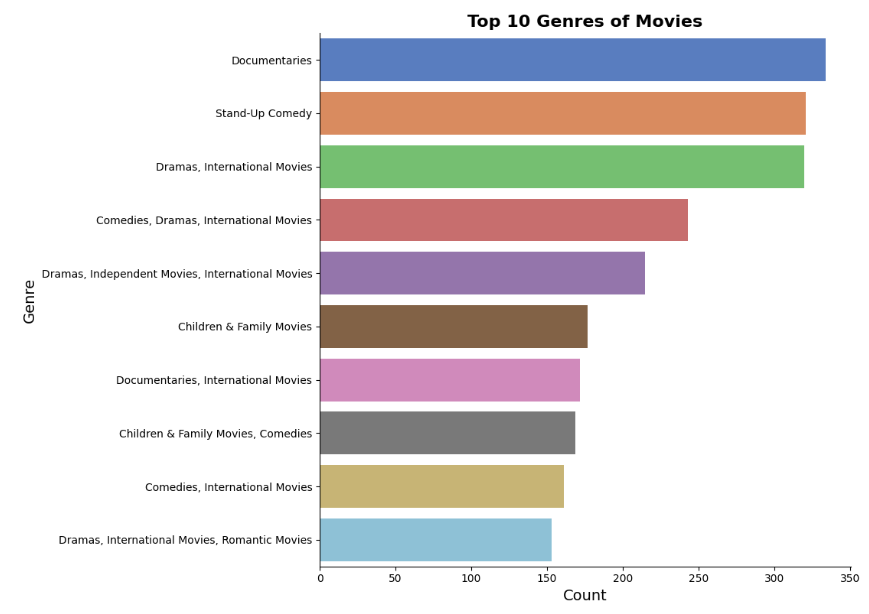 Top 10 Genres of Movies
Genre
Documentaries
Stand-Up Comedy
Dramas, International Movies
Comedies, Dramas, International Movies
Dramas, Independent Movies, International Movies
Children & Family Movies
Documentaries, International Movies
Children & Family Movies, Comedies
Comedies, International Movies
Dramas, International Movies, Romantic Movies
0 50 100 150 200 250 300 350
Count